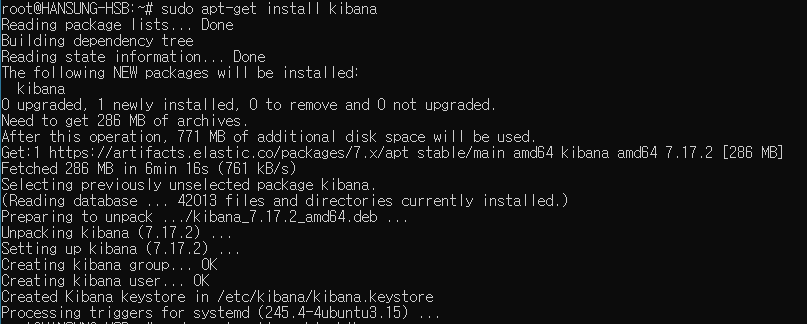 root@HANSUNG-HSB:~# sudo apt-get install kibana
Reading package lists... Done
Building dependency tree
Reading state information... Done
The following NEW packages will be installed:
  kibana
0 upgraded, 1 newly installed, 0 to remove and 0 not upgraded.
Need to get 286 MB of archives.
After this operation, 771 MB of additional disk space will be used.
Get:1 https://artifacts.elastic.co/packages/7.x/apt stable/main amd64 kibana amd64 7.17.2 [286 MB]
Fetched 286 MB in 6min 16s (761 kB/s)
Selecting previously unselected package kibana.
(Reading database ... 42013 files and directories currently installed.)
Preparing to unpack .../kibana_7.17.2_amd64.deb ...
Unpacking kibana (7.17.2) ...
Setting up kibana (7.17.2) ...
Creating kibana group... OK
Creating kibana user... OK
Created Kibana keystore in /etc/kibana/kibana.keystore
Processing triggers for systemd (245.4-4ubuntu3.15) ...